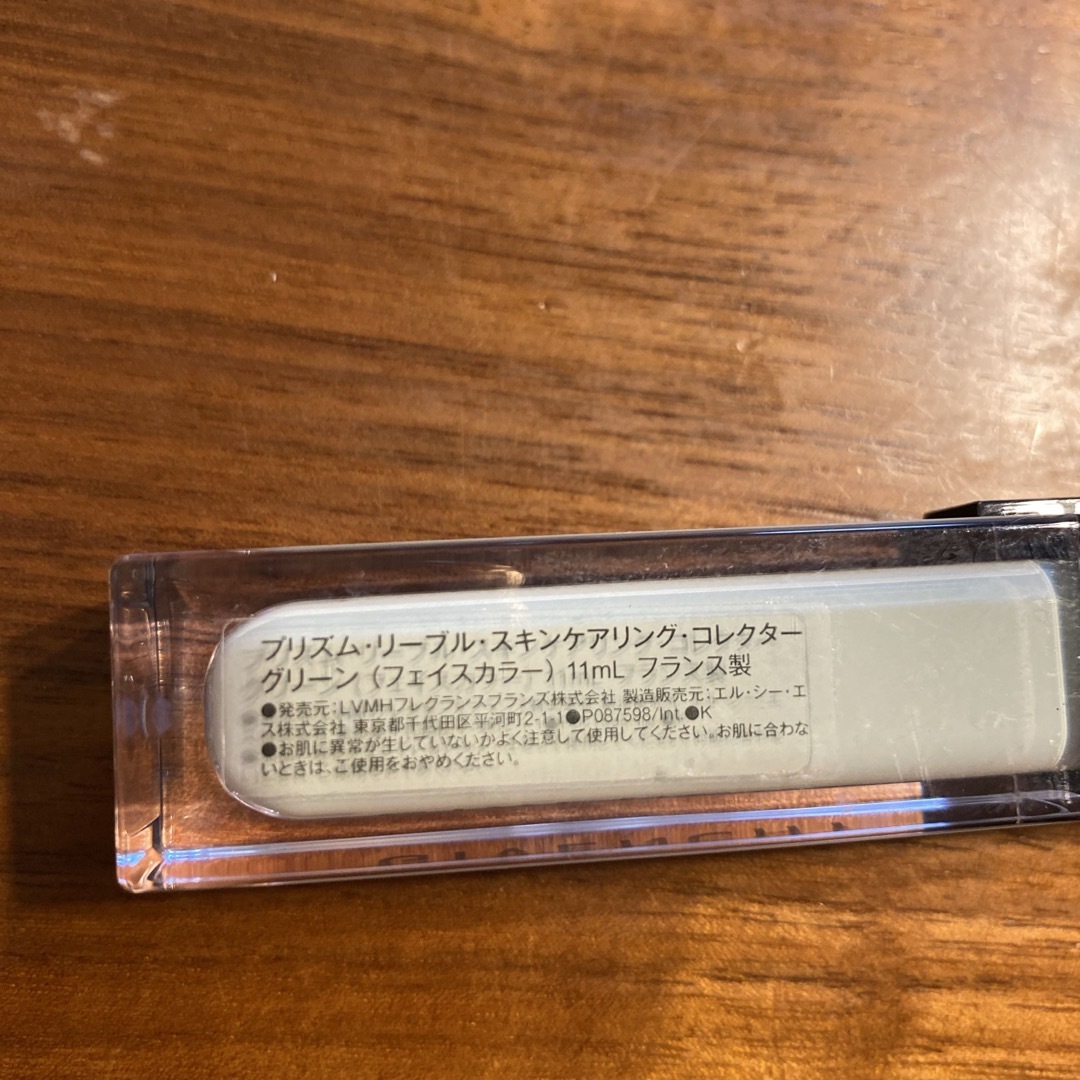 プリズム・リーブル・スキンケアリング・コレクター
グリーン（フェイスカラー）11mL フランス製
●発売元:LVMHフレグランスフランズ株式会社 製造販売元:エル・シー・エ
ス株式会社 東京都千代田区平河町2-1-1●P087598/Int.●K
●お肌に異常が生していないかよく注意して使用してください。お肌に合わな
いときは、ご使用をおやめください。
GIVENCHY